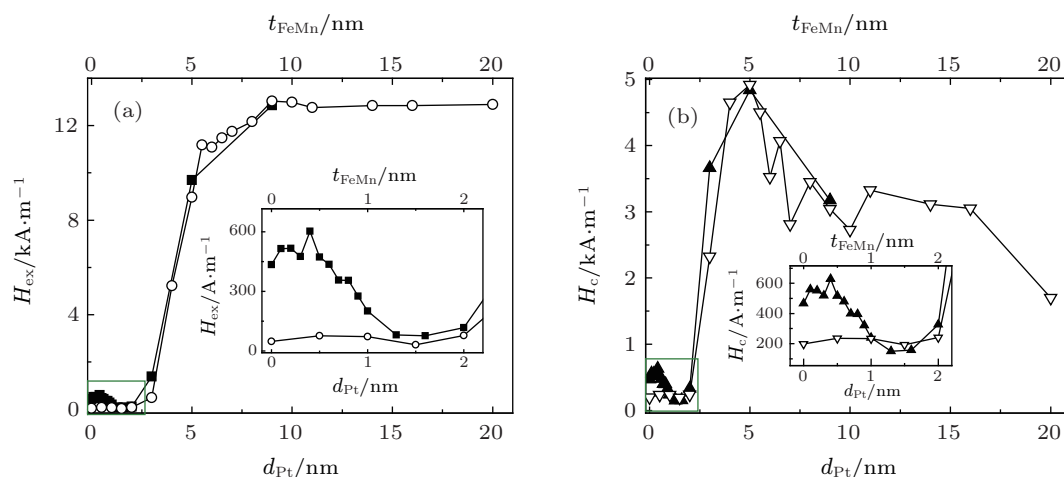 t_FeMn/nm
0 5 10 15 20
(a)
12
8
4
0
H_ex/kA·m⁻¹
t_FeMn/nm
0 1 2
600
300
0
H_ex/A·m⁻¹
0 1 2
d_Pt/nm
0 5 10 15 20
d_Pt/nm
t_FeMn/nm
0 5 10 15 20
(b)
5
4
3
2
1
0
H_c/kA·m⁻¹
t_FeMn/nm
0 1 2
600
400
200
H_c/A·m⁻¹
0 1 2
d_Pt/nm
0 5 10 15 20
d_Pt/nm